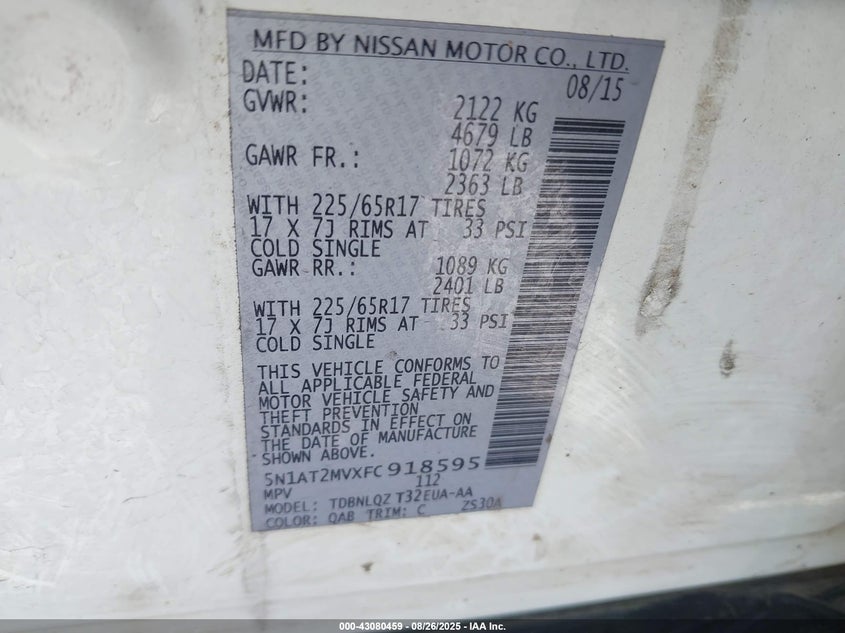 MFD BY NISSAN MOTOR CO., LTD.
DATE: 08/15
GVWR: 2122 KG
4679 LB
GAWR FR.: 1072 KG
2363 LB
WITH 225/65R17 TIRES
17 X 7J RIMS AT 33 PSI
COLD SINGLE
GAWR RR.: 1089 KG
2401 LB
WITH 225/65R17 TIRES
17 X 7J RIMS AT 33 PSI
COLD SINGLE
THIS VEHICLE CONFORMS TO
ALL APPLICABLE FEDERAL
MOTOR VEHICLE SAFETY AND
THEFT PREVENTION
STANDARDS IN EFFECT ON
THE DATE OF MANUFACTURE
SHOWN ABOVE.
5N1AT2MVXFC918595
MPV 112
MODEL: TDBNLQZ T32EUA-AA
COLOR: QAB TRIM: C ZS30A
000-43080459 - 08/26/2025 - IAA Inc.